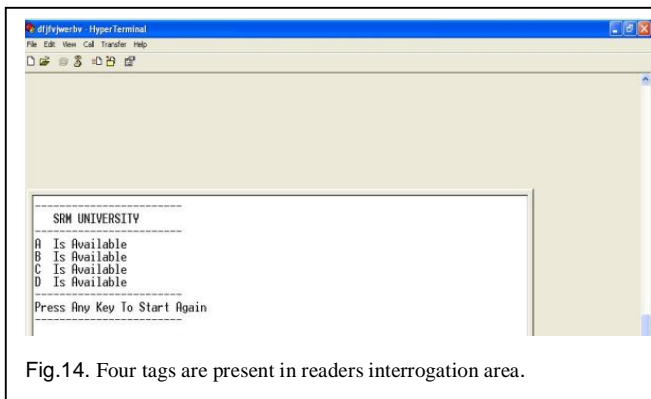 dfjfvjwerbv - HyperTerminal
File Edit View Call Transfer Help
------------------------
SRM UNIVERSITY
------------------------
A Is Available
B Is Available
C Is Available
D Is Available
------------------------
Press Any Key To Start Again
------------------------
Fig.14. Four tags are present in readers interrogation area.